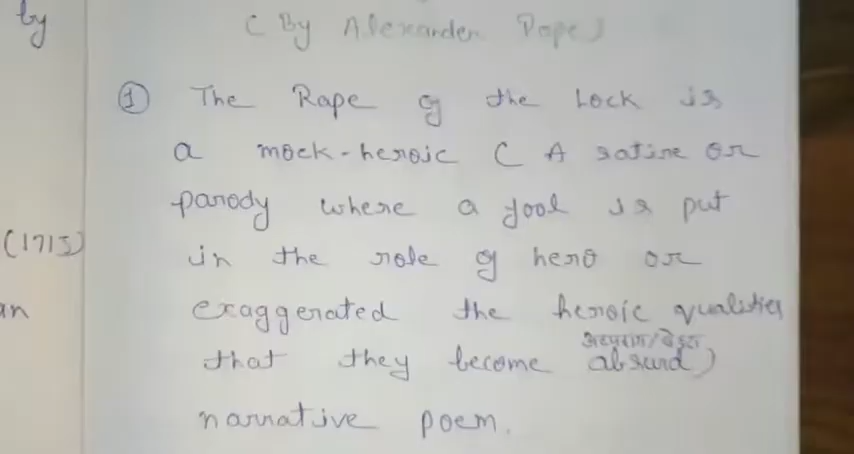 by
( By Alexander Pope )
① The Rape of the Lock is
a mock-heroic ( A satire or
parody where a fool is put
(1715)
in the role of hero or
an
exaggerated the heroic qualities
that they become absurd )
narrative poem.